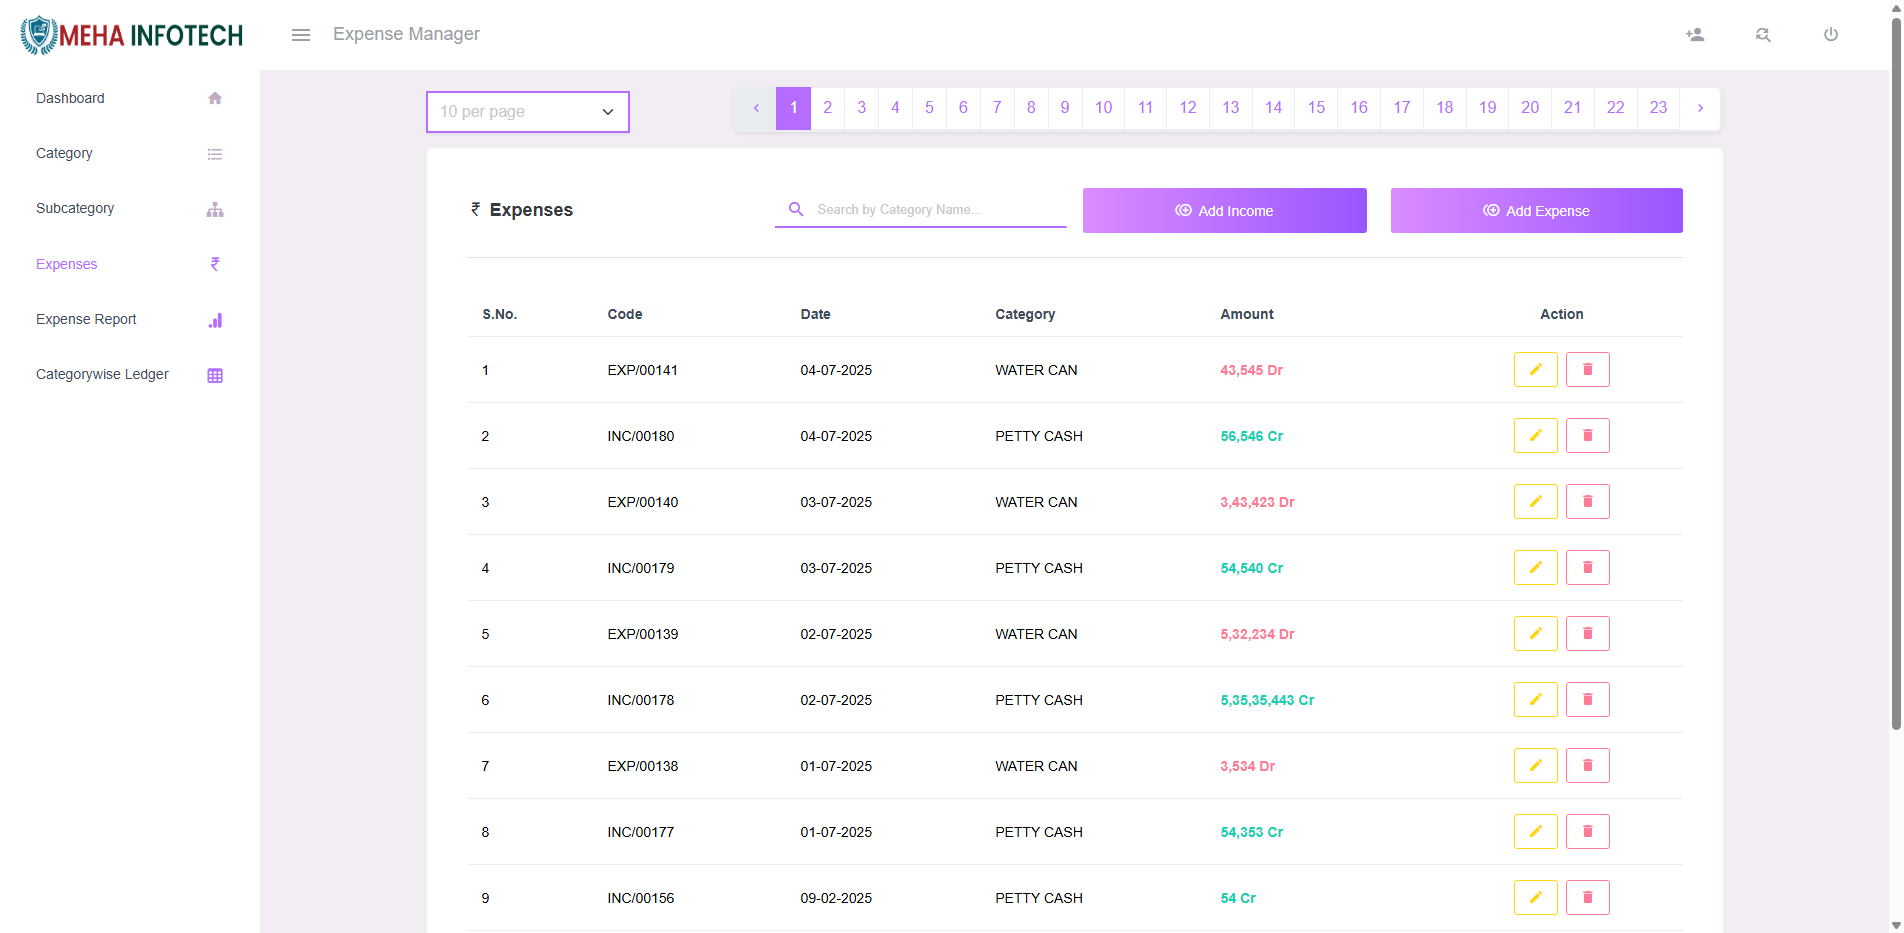 MEHA INFOTECH
Expense Manager
Dashboard
Category
Subcategory
Expenses
Expense Report
Categorywise Ledger
10 per page
‹ 1 2 3 4 5 6 7 8 9 10 11 12 13 14 15 16 17 18 19 20 21 22 23 ›
₹ Expenses
Search by Category Name...
Add Income
Add Expense
S.No. Code Date Category Amount Action
1 EXP/00141 04-07-2025 WATER CAN 43,545 Dr
2 INC/00180 04-07-2025 PETTY CASH 56,546 Cr
3 EXP/00140 03-07-2025 WATER CAN 3,43,423 Dr
4 INC/00179 03-07-2025 PETTY CASH 54,540 Cr
5 EXP/00139 02-07-2025 WATER CAN 5,32,234 Dr
6 INC/00178 02-07-2025 PETTY CASH 5,35,35,443 Cr
7 EXP/00138 01-07-2025 WATER CAN 3,534 Dr
8 INC/00177 01-07-2025 PETTY CASH 54,353 Cr
9 INC/00156 09-02-2025 PETTY CASH 54 Cr